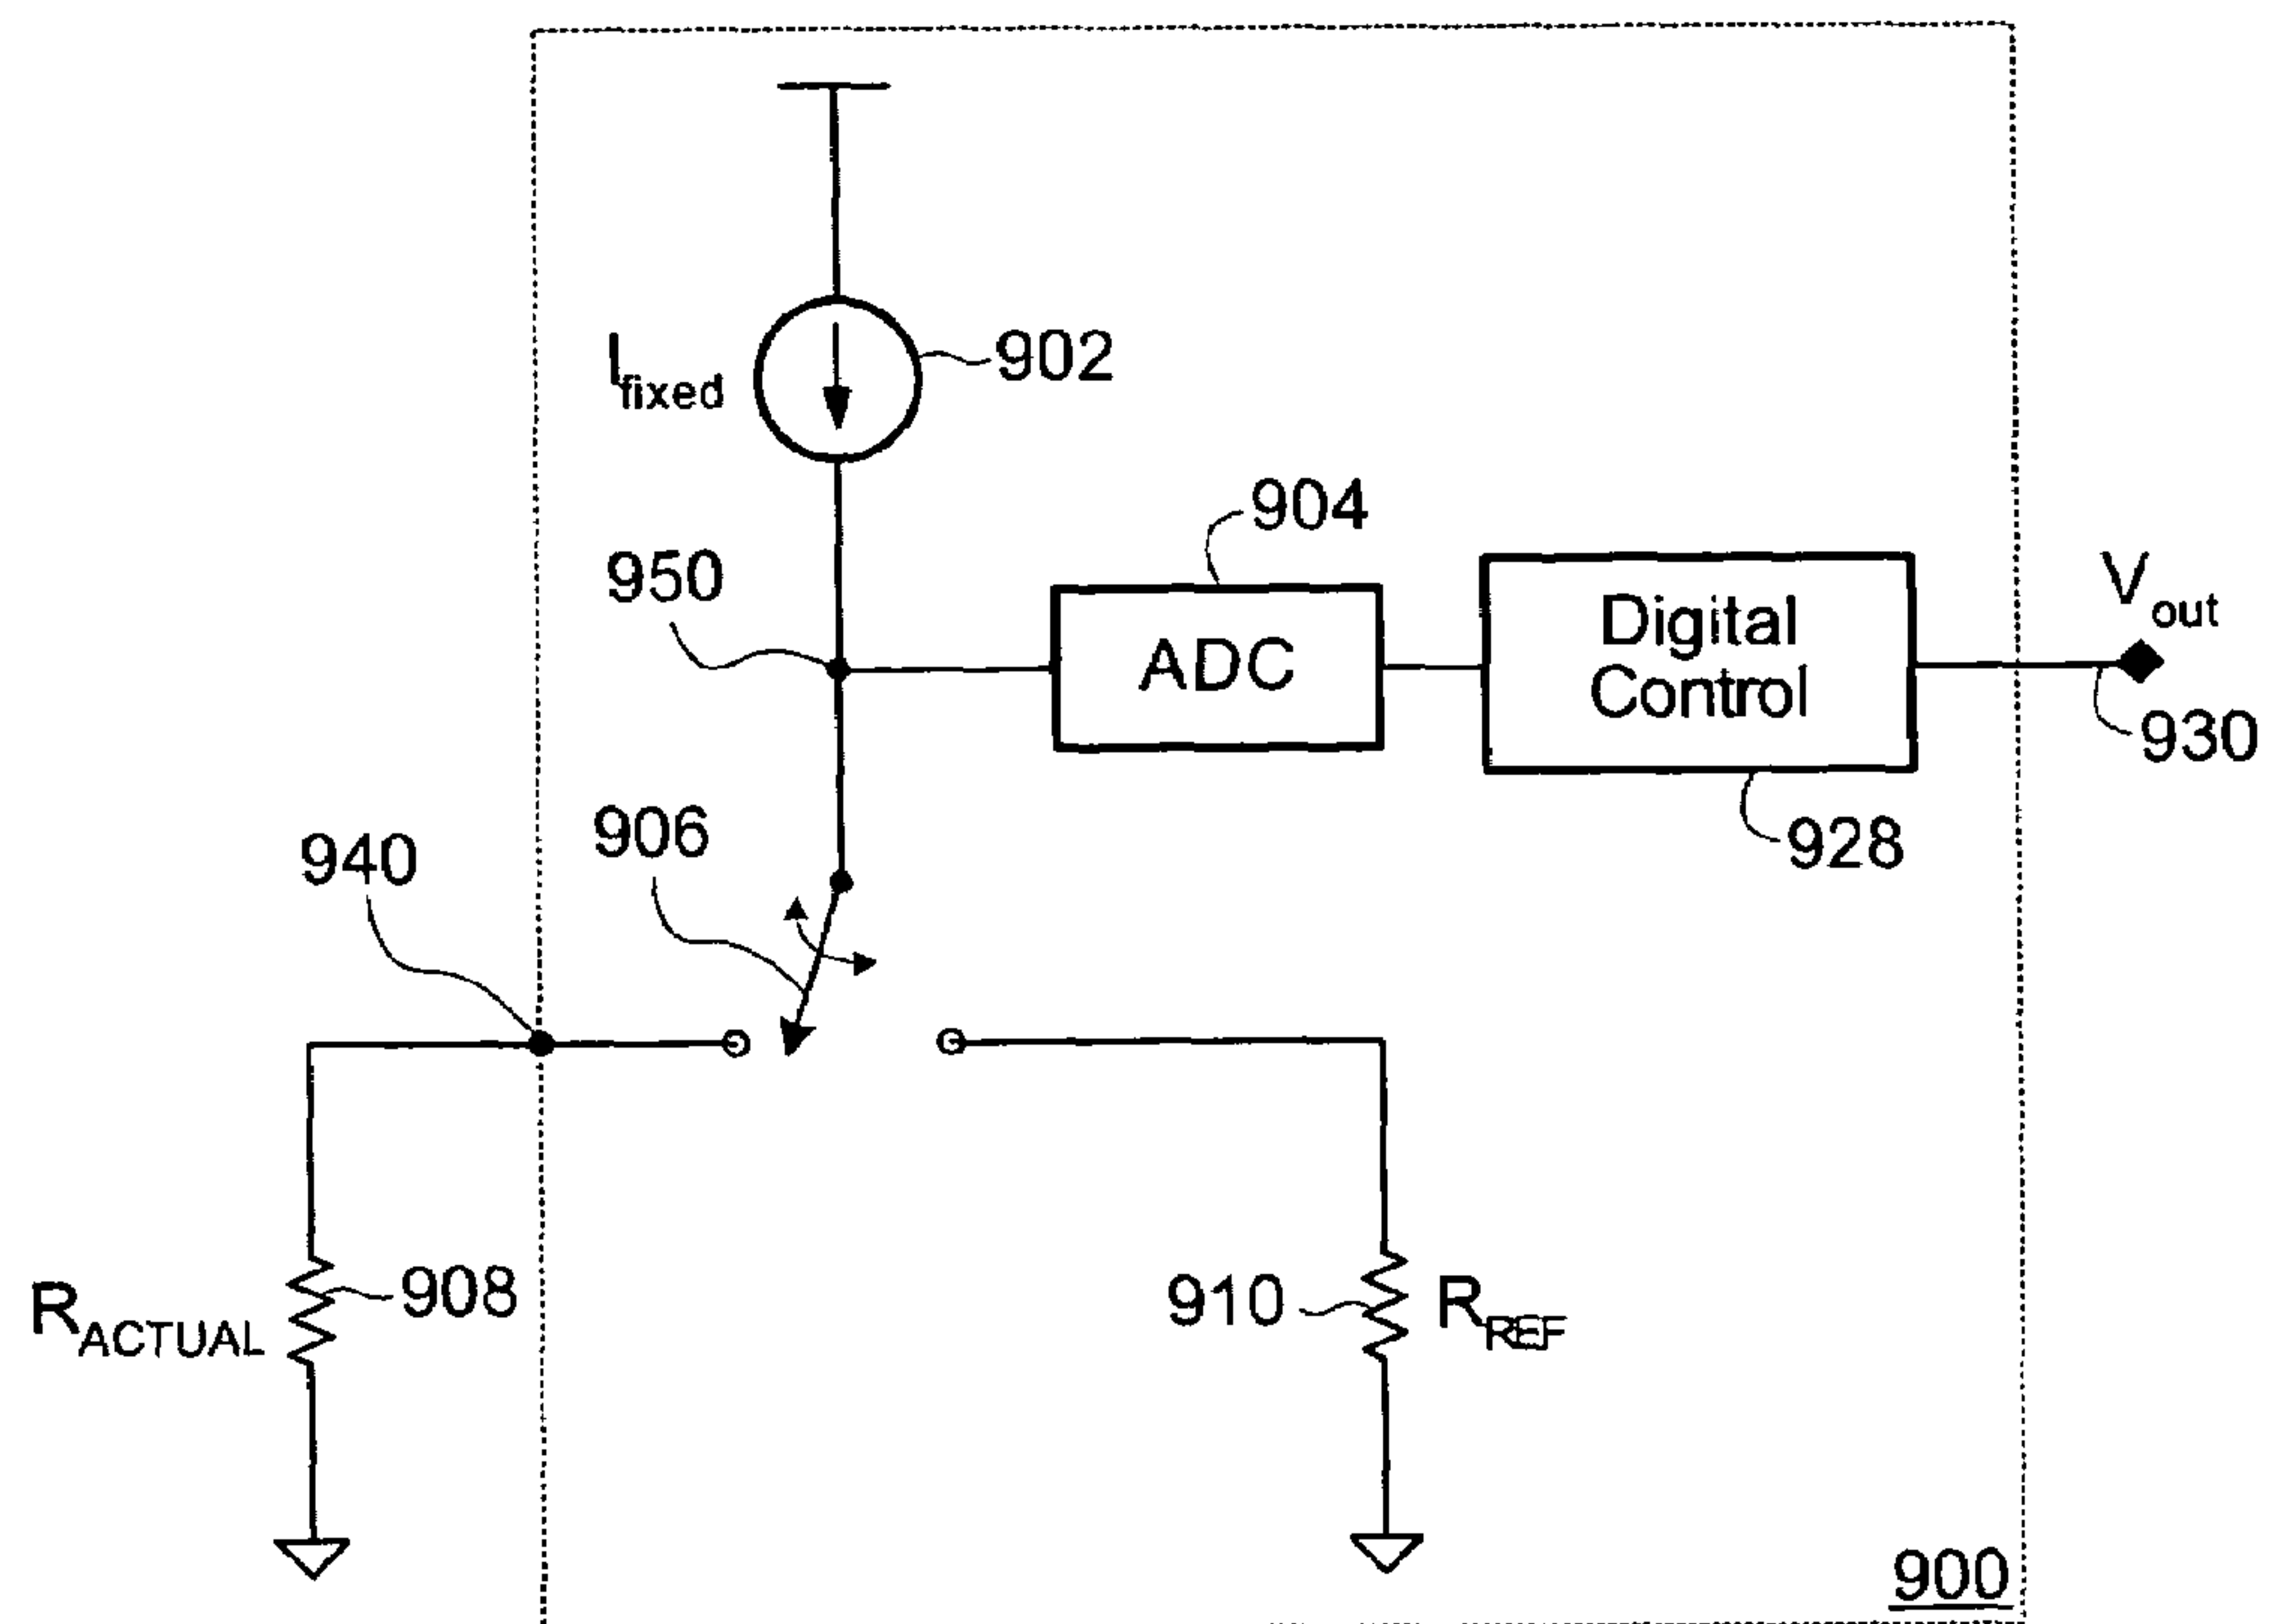 I fixed
902
904
950
ADC
Digital
Control
V out
930
928
906
940
R ACTUAL
908
910
R REF
900